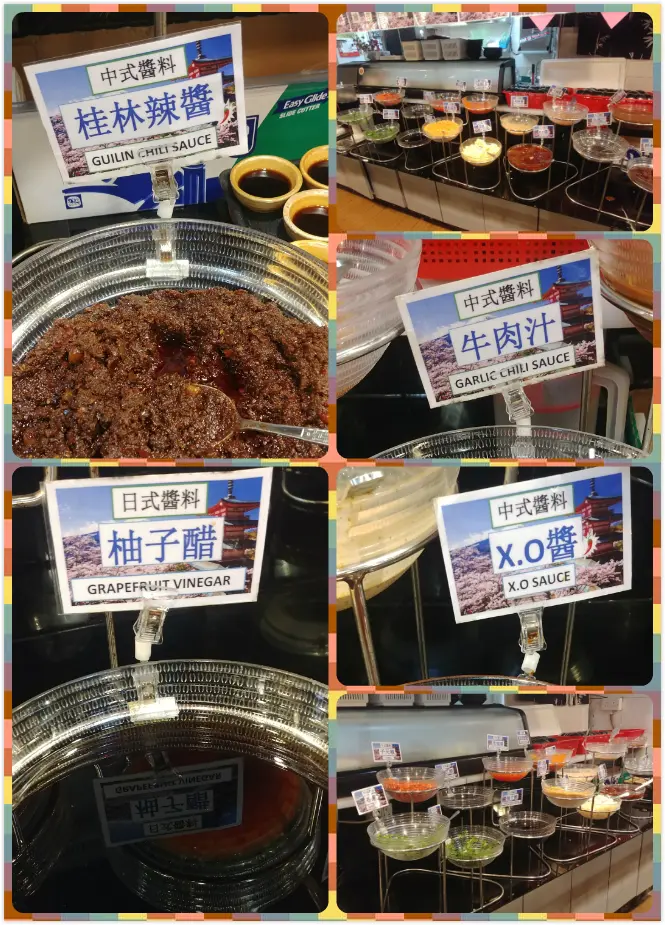 中式醬料
桂林辣醬
GUILIN CHILI SAUCE
Easy Glide
SLIDE CUTTER
中式醬料
牛肉汁
GARLIC CHILI SAUCE
日式醬料
柚子醋
GRAPEFRUIT VINEGAR
中式醬料
X.O醬
X.O SAUCE